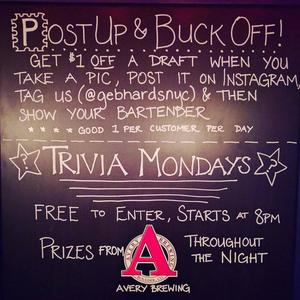 Post Up & Buck Off!
Get $1 off a draft when you
take a pic, post it on Instagram,
tag us (@gebhardsnyc) & then
show your bartender
* * * * Good 1 per customer per day
? Trivia Mondays ?
Free to Enter, Starts at 8pm
Prizes from A Throughout
the Night
Avery Brewing